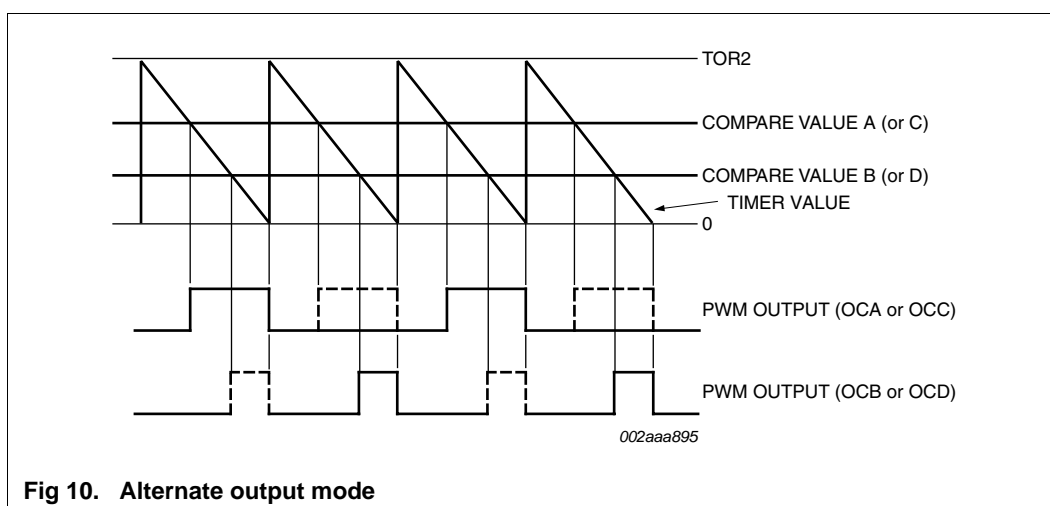 TOR2
COMPARE VALUE A (or C)
COMPARE VALUE B (or D)
TIMER VALUE
0
PWM OUTPUT (OCA or OCC)
PWM OUTPUT (OCB or OCD)
002aaa895
Fig 10. Alternate output mode